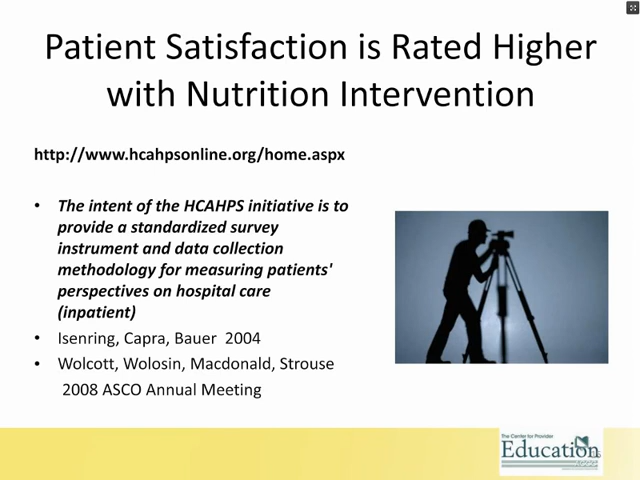 Patient Satisfaction is Rated Higher
with Nutrition Intervention
http://www.hcahpsonline.org/home.aspx
• The intent of the HCAHPS initiative is to
provide a standardized survey
instrument and data collection
methodology for measuring patients'
perspectives on hospital care
(inpatient)
• Isenring, Capra, Bauer 2004
• Wolcott, Wolosin, Macdonald, Strouse
2008 ASCO Annual Meeting
The Center for Provider
Education